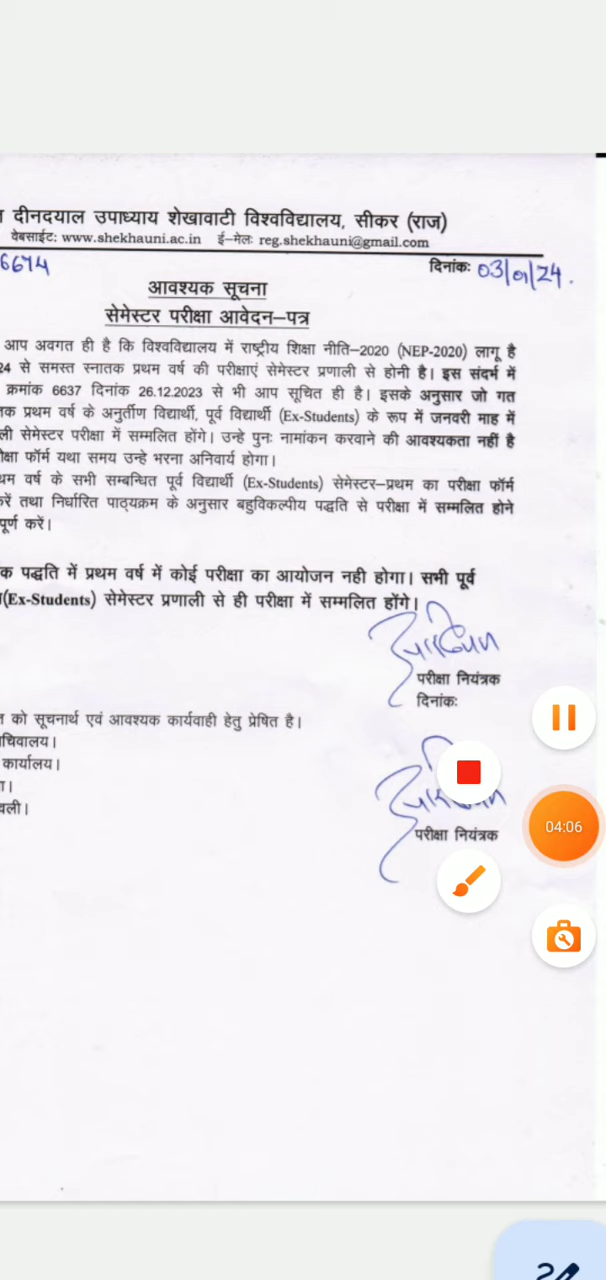 दीनदयाल उपाध्याय शेखावाटी विश्वविद्यालय, सीकर (राज)
वेबसाईटः www.shekhauni.ac.in ई-मेलः reg.shekhauni@gmail.com
6674 दिनांकः 03/01/24.
आवश्यक सूचना
सेमेस्टर परीक्षा आवेदन–पत्र
आप अवगत ही है कि विश्वविद्यालय में राष्ट्रीय शिक्षा नीति–2020 (NEP-2020) लागू है
24 से समस्त स्नातक प्रथम वर्ष की परीक्षाएं सेमेस्टर प्रणाली से होनी है। इस संदर्भ में
क्रमांक 6637 दिनांक 26.12.2023 से भी आप सूचित ही है। इसके अनुसार जो गत
तक प्रथम वर्ष के अनुर्तीण विद्यार्थी, पूर्व विद्यार्थी (Ex-Students) के रूप में जनवरी माह में
ली सेमेस्टर परीक्षा में सम्मलित होंगे। उन्हे पुनः नामांकन करवाने की आवश्यकता नहीं है
क्षा फॉर्म यथा समय उन्हे भरना अनिवार्य होगा।
थम वर्ष के सभी सम्बन्धित पूर्व विद्यार्थी (Ex-Students) सेमेस्टर–प्रथम का परीक्षा फॉर्म
रें तथा निर्धारित पाठ्यक्रम के अनुसार बहुविकल्पीय पद्धति से परीक्षा में सम्मलित होने
पूर्ण करें।
क पद्धति में प्रथम वर्ष में कोई परीक्षा का आयोजन नही होगा। सभी पूर्व
(Ex-Students) सेमेस्टर प्रणाली से ही परीक्षा में सम्मलित होंगे।
परीक्षा नियंत्रक
दिनांकः
त को सूचनार्थ एवं आवश्यक कार्यवाही हेतु प्रेषित है।
चिवालय।
कार्यालय।
ा।
वली।
04:06
परीक्षा नियंत्रक